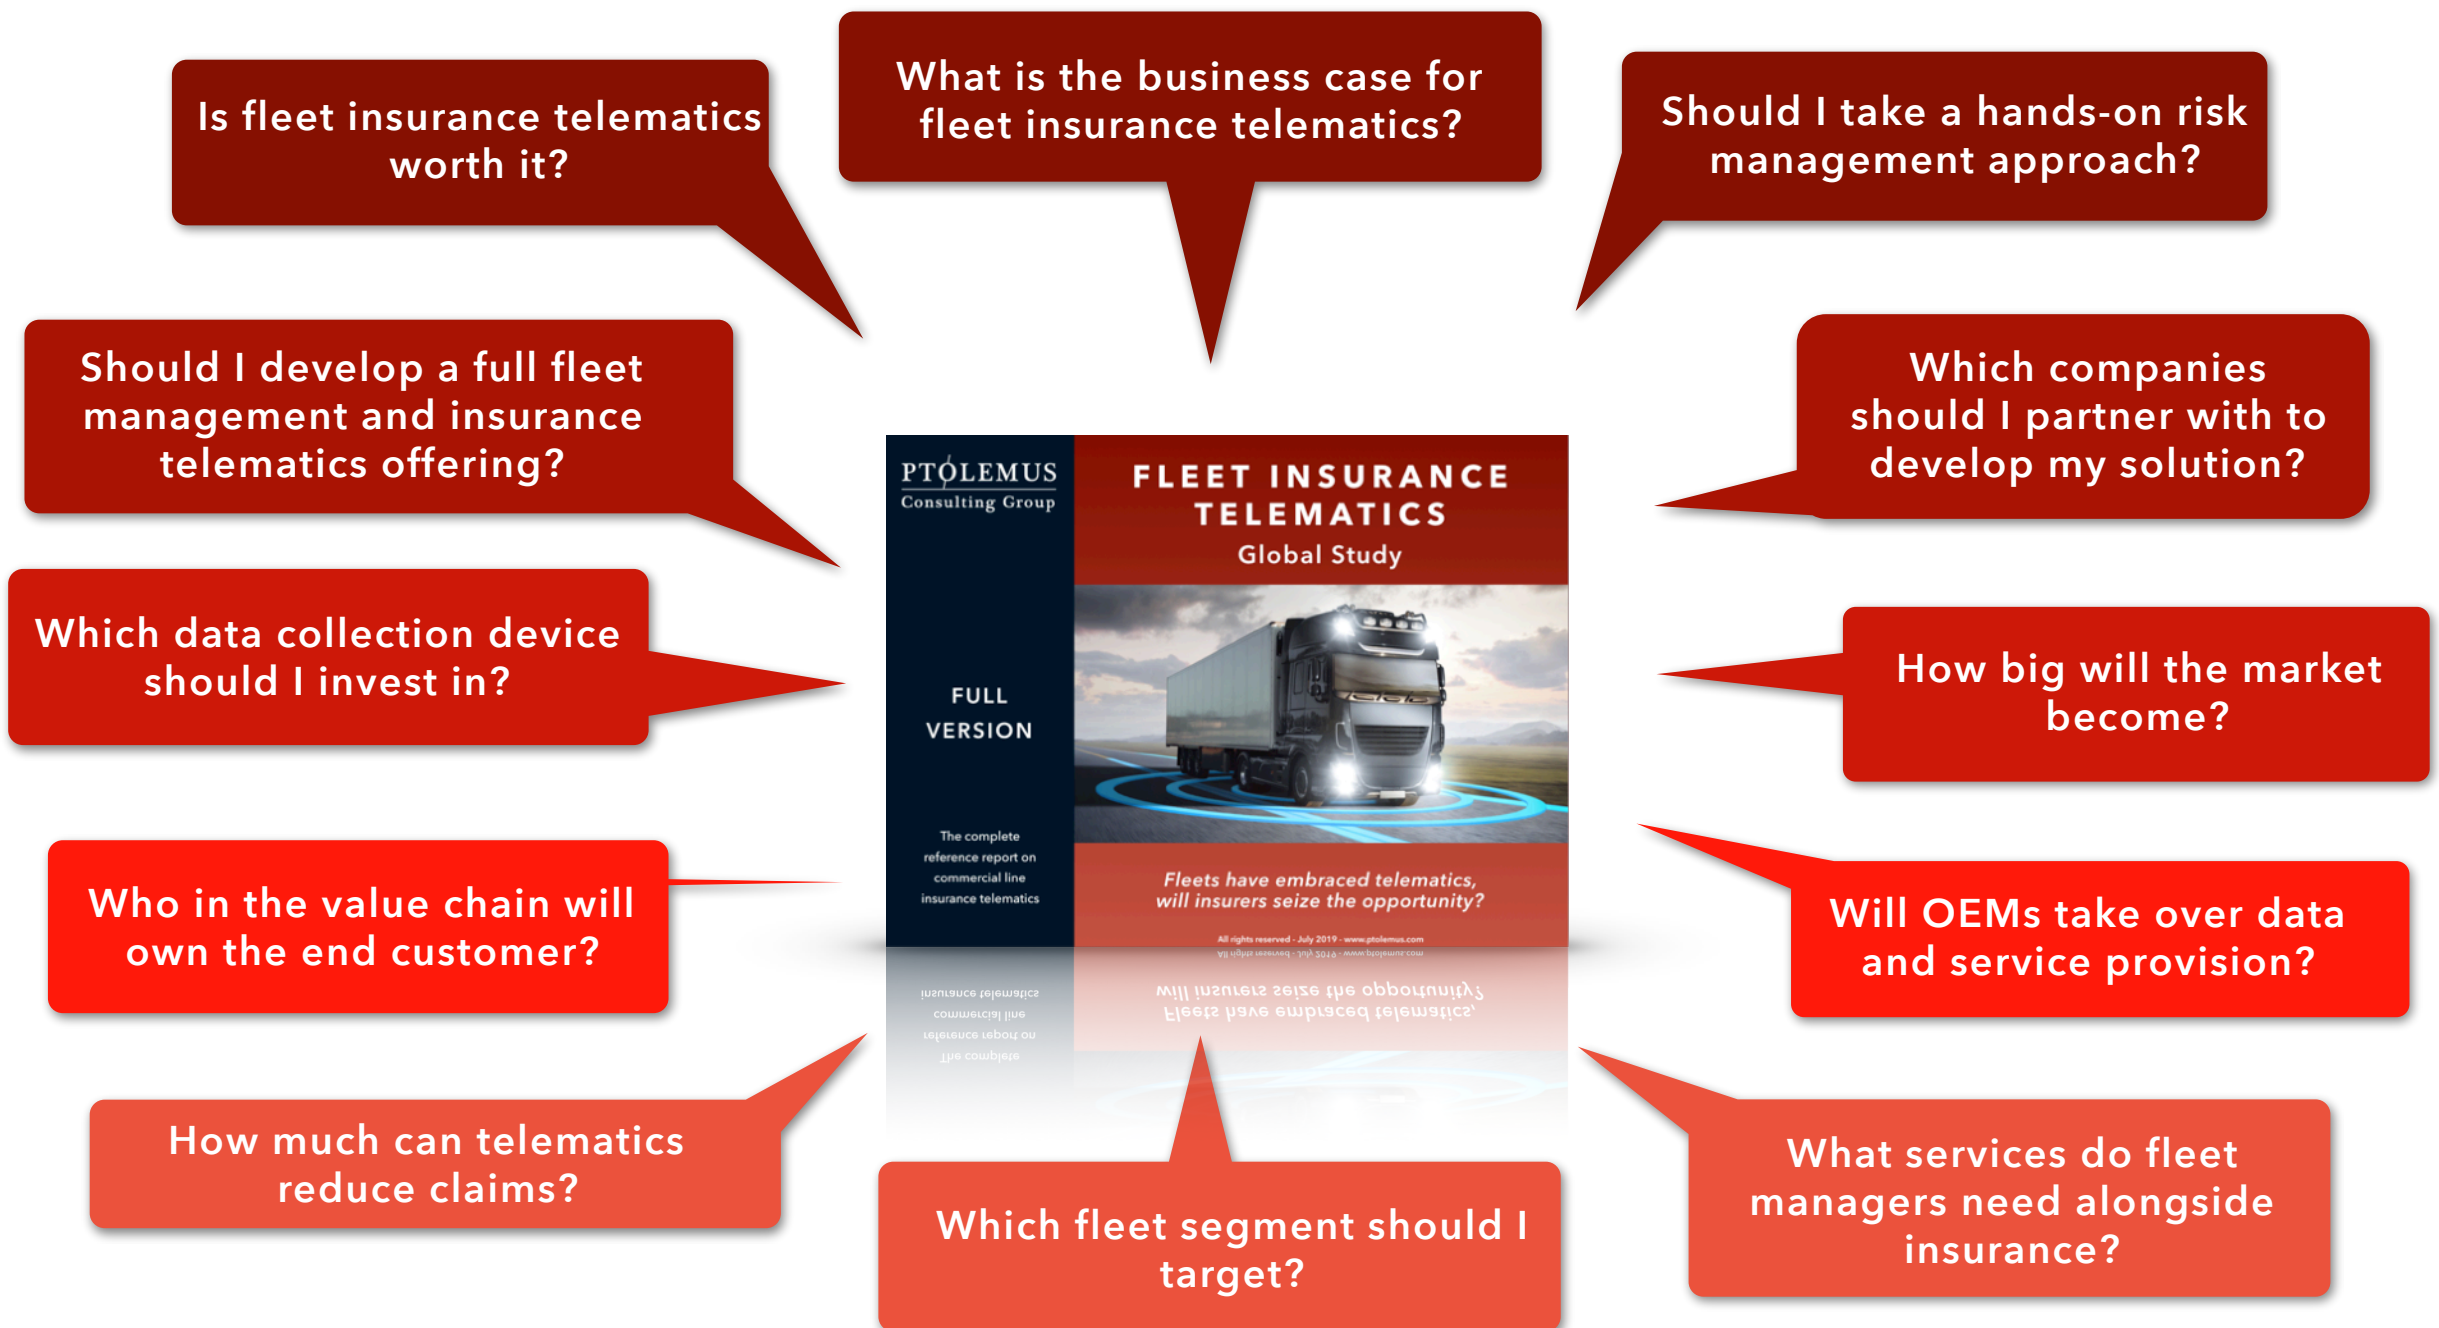 Is fleet insurance telematics
worth it?
What is the business case for
fleet insurance telematics?
Should I take a hands-on risk
management approach?
Should I develop a full fleet
management and insurance
telematics offering?
Which companies
should I partner with to
develop my solution?
Which data collection device
should I invest in?
How big will the market
become?
Who in the value chain will
own the end customer?
Will OEMs take over data
and service provision?
How much can telematics
reduce claims?
Which fleet segment should I
target?
What services do fleet
managers need alongside
insurance?
PTOLEMUS
Consulting Group
FULL
VERSION
The complete
reference report on
commercial line
insurance telematics
FLEET INSURANCE
TELEMATICS
Global Study
Fleets have embraced telematics,
will insurers seize the opportunity?
All rights reserved - July 2019 - www.ptolemus.com